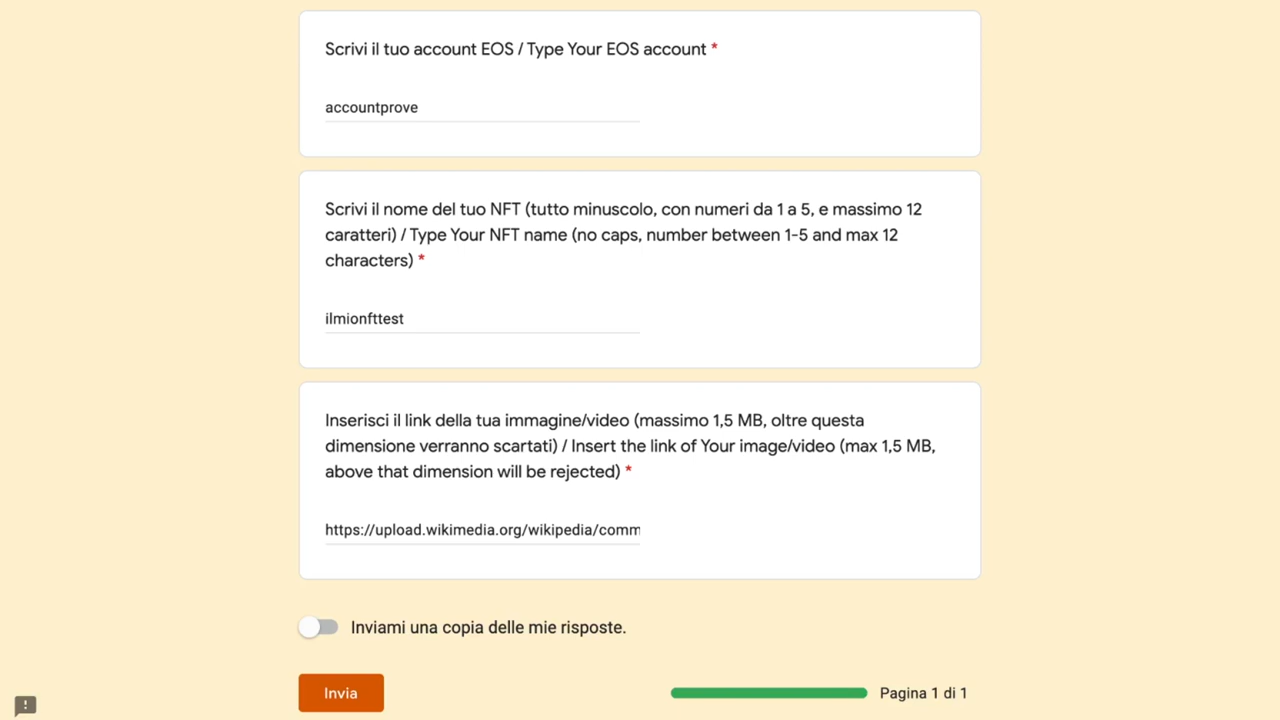 Scrivi il tuo account EOS / Type Your EOS account *
accountprove
Scrivi il nome del tuo NFT (tutto minuscolo, con numeri da 1 a 5, e massimo 12
caratteri) / Type Your NFT name (no caps, number between 1-5 and max 12
characters) *
ilmionfttest
Inserisci il link della tua immagine/video (massimo 1,5 MB, oltre questa
dimensione verranno scartati) / Insert the link of Your image/video (max 1,5 MB,
above that dimension will be rejected) *
https://upload.wikimedia.org/wikipedia/comm
Inviami una copia delle mie risposte.
Invia
Pagina 1 di 1